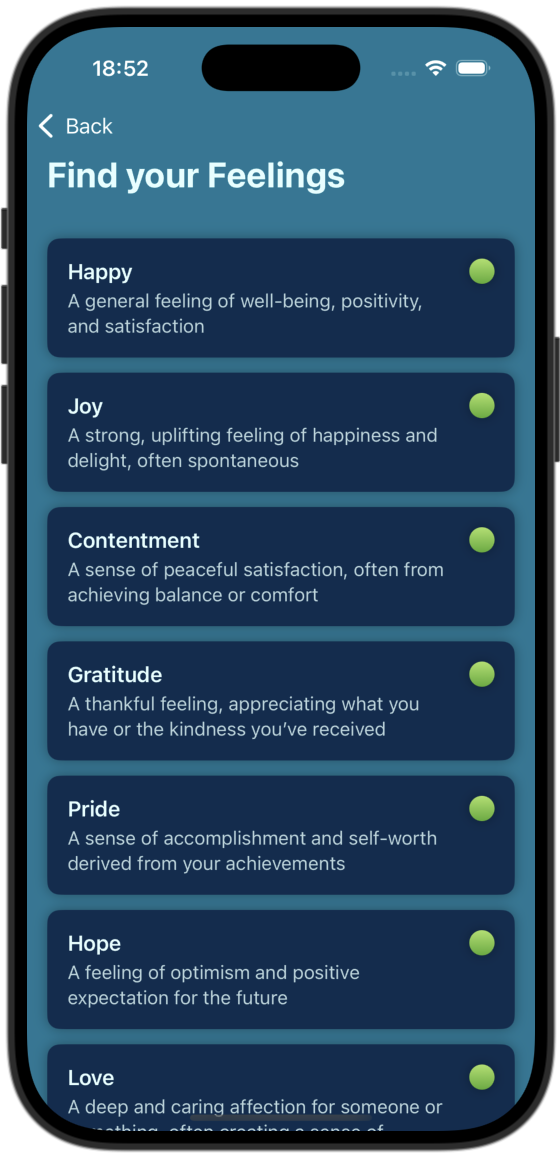 18:52
Back
Find your Feelings
Happy
A general feeling of well-being, positivity,
and satisfaction
Joy
A strong, uplifting feeling of happiness and
delight, often spontaneous
Contentment
A sense of peaceful satisfaction, often from
achieving balance or comfort
Gratitude
A thankful feeling, appreciating what you
have or the kindness you’ve received
Pride
A sense of accomplishment and self-worth
derived from your achievements
Hope
A feeling of optimism and positive
expectation for the future
Love
A deep and caring affection for someone or
often creating a sense of